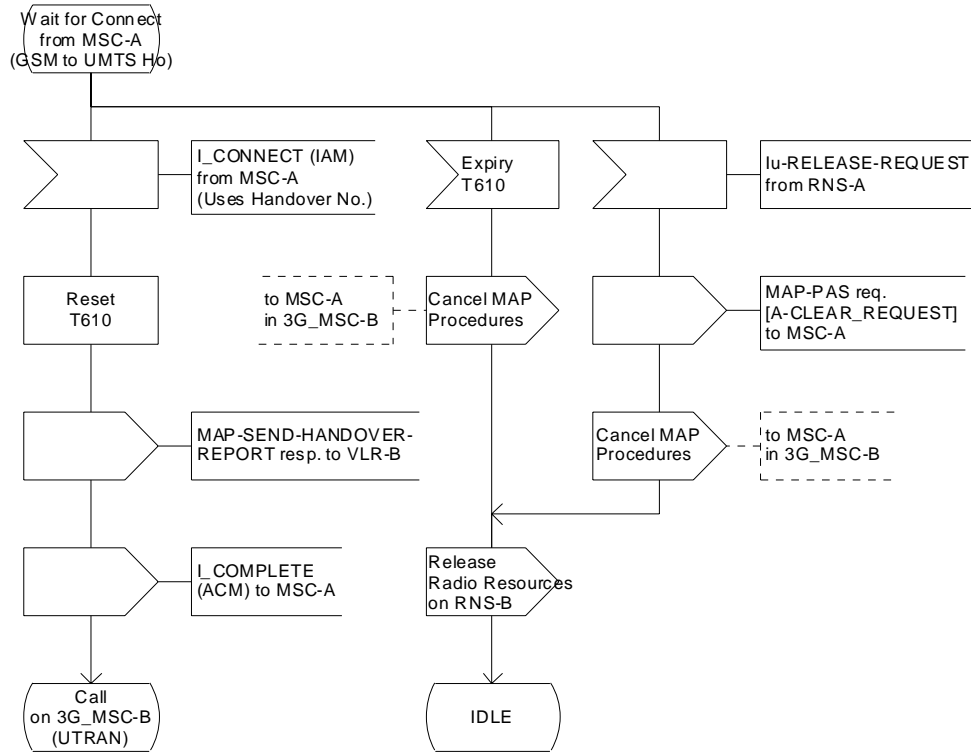 Wait for Connect
from MSC-A
(GSM to UMTS Ho)
I_CONNECT (IAM)
from MSC-A
(Uses Handover No.)
Expiry
T610
Iu-RELEASE-REQUEST
from RNS-A
Reset
T610
to MSC-A
in 3G_MSC-B
Cancel MAP
Procedures
MAP-PAS req.
[A-CLEAR_REQUEST]
to MSC-A
MAP-SEND-HANDOVER-
REPORT resp. to VLR-B
Cancel MAP
Procedures
to MSC-A
in 3G_MSC-B
I_COMPLETE
(ACM) to MSC-A
Release
Radio Resources
on RNS-B
Call
on 3G_MSC-B
(UTRAN)
IDLE